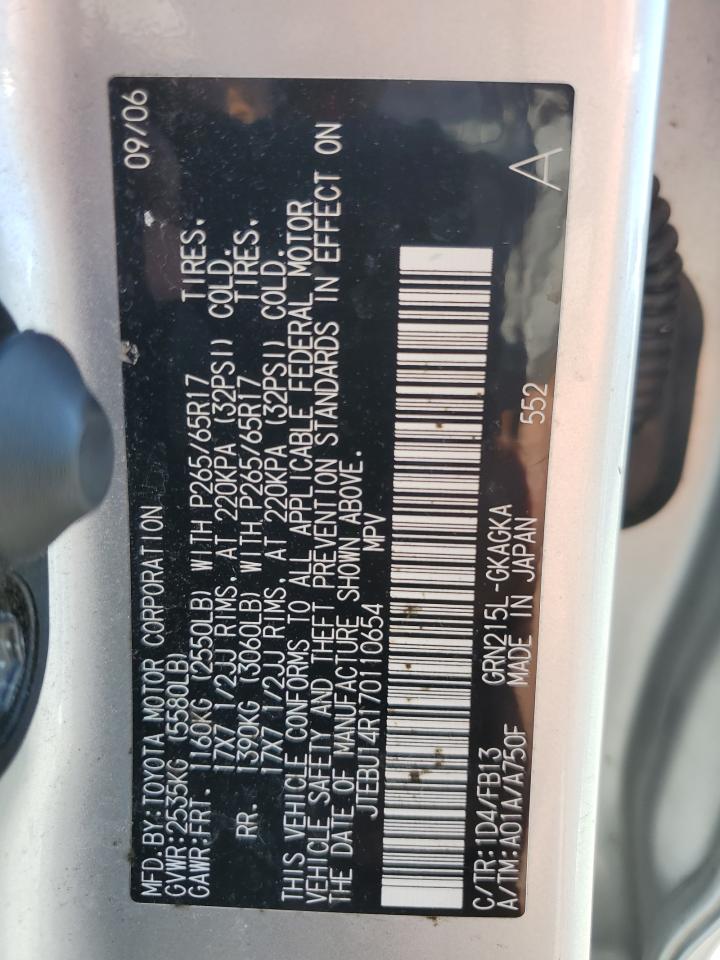 MFD.BY:TOYOTA MOTOR CORPORATION 09/06
GVWR:2535KG (5580LB)
GAWR:FRT. 1160KG (2550LB) WITH P265/65R17 TIRES,
17X7 1/2JJ RIMS, AT 220KPA (32PSI) COLD.
RR. 1390KG (3060LB) WITH P265/65R17 TIRES,
17X7 1/2JJ RIMS, AT 220KPA (32PSI) COLD.
THIS VEHICLE CONFORMS TO ALL APPLICABLE FEDERAL MOTOR
VEHICLE SAFETY AND THEFT PREVENTION STANDARDS IN EFFECT ON
THE DATE OF MANUFACTURE SHOWN ABOVE.
JTEBU14R170110654 MPV
C/TR:1D4/FB13 GRN215L-GKAGKA 552 A
A/TM:A01A/A750F MADE IN JAPAN